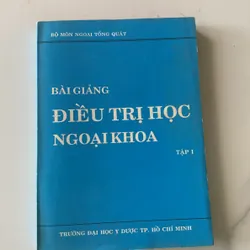 BỘ MÔN NGOẠI TỔNG QUÁT
BÀI GIẢNG
ĐIỀU TRỊ HỌC
NGOẠI KHOA
TẬP 1
TRƯỜNG ĐẠI HỌC Y DƯỢC TP. HỒ CHÍ MINH